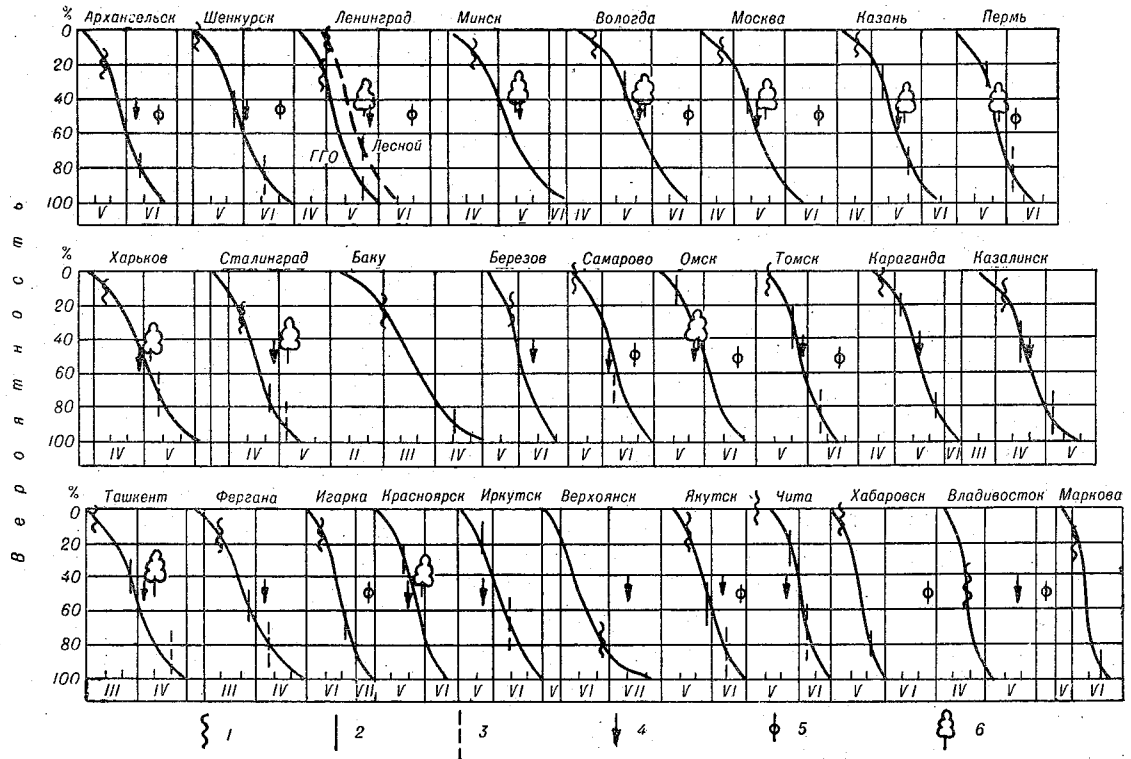 % Архангельск Шенкурск Ленинград Минск Вологда Москва Казань Пермь
0
20
40
60
80
100
ГГО Лесной
V VI V VI IV V VI IV V VI IV V VI IV V VI IV V VI V VI
% Харьков Сталинград Баку Березов Самарово Омск Томск Караганда Казалинск
0
20
40
60
80
100
IV V IV V II III IV V VI V VI V VI V VI IV V VI III IV V
% Ташкент Фергана Игарка Красноярск Иркутск Верхоянск Якутск Чита Хабаровск Владивосток Маркова
0
20
40
60
80
100
III IV III IV VI VII V VI V VI V VI VII V VI V VI V VI IV V V VI
Вероятность
1 2 3 4 5 6